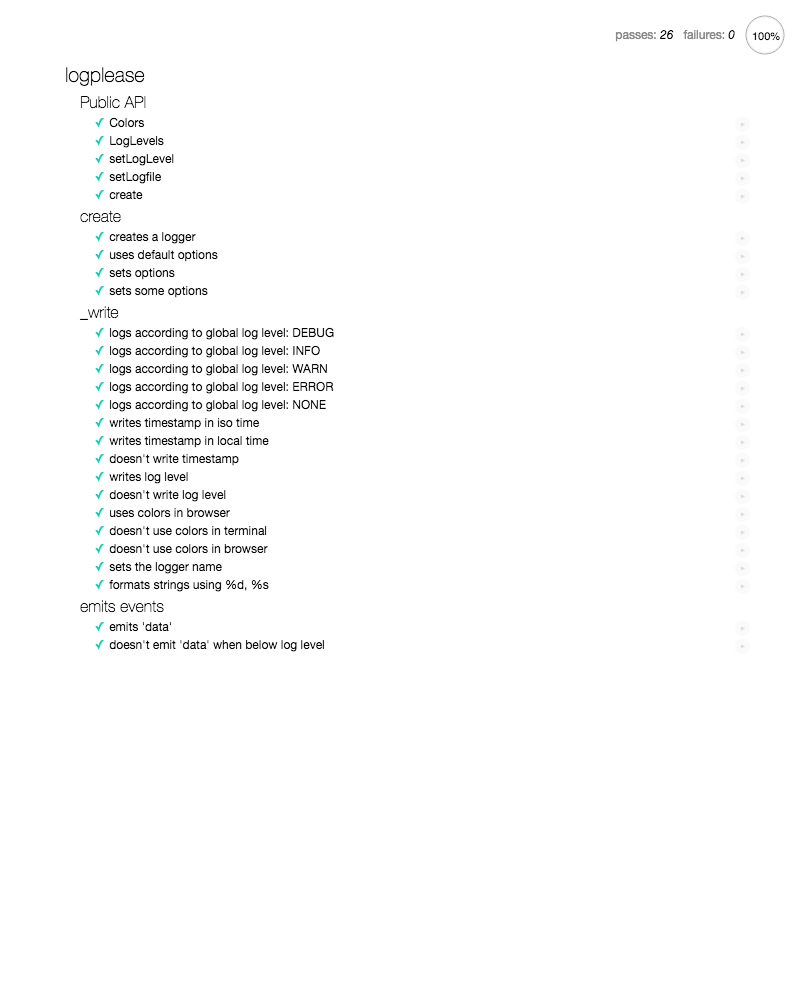 passes: 26 failures: 0 100%
logplease
Public API
✓ Colors
✓ LogLevels
✓ setLogLevel
✓ setLogfile
✓ create
create
✓ creates a logger
✓ uses default options
✓ sets options
✓ sets some options
_write
✓ logs according to global log level: DEBUG
✓ logs according to global log level: INFO
✓ logs according to global log level: WARN
✓ logs according to global log level: ERROR
✓ logs according to global log level: NONE
✓ writes timestamp in iso time
✓ writes timestamp in local time
✓ doesn't write timestamp
✓ writes log level
✓ doesn't write log level
✓ uses colors in browser
✓ doesn't use colors in terminal
✓ doesn't use colors in browser
✓ sets the logger name
✓ formats strings using %d, %s
emits events
✓ emits 'data'
✓ doesn't emit 'data' when below log level